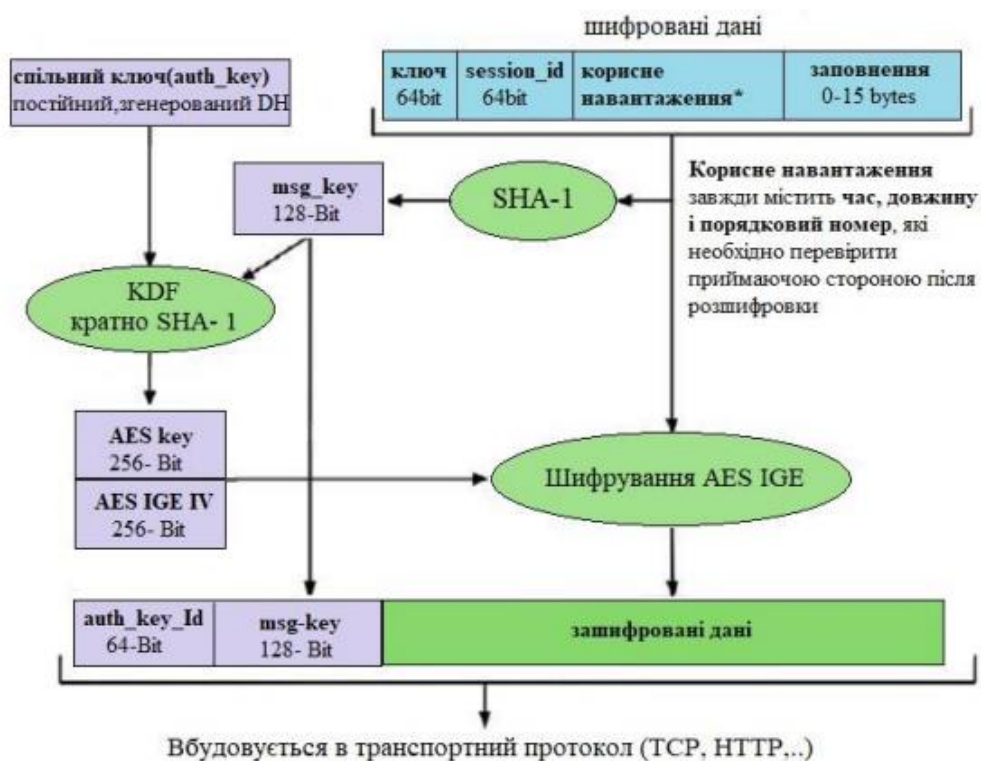 шифровані дані
спільний ключ(auth_key)
постійний,згенерований DH
ключ
64bit
session_id
64bit
корисне
навантаження*
заповнення
0-15 bytes
Корисне навантаження
завжди містить час, довжину
і порядковий номер, які
необхідно перевірити
приймаючою стороною після
розшифровки
SHA-1
msg_key
128-Bit
KDF
кратно SHA- 1
AES key
256- Bit
AES IGE IV
256- Bit
Шифрування AES IGE
auth_key_Id
64-Bit
msg-key
128- Bit
зашифровані дані
Вбудовується в транспортний протокол (TCP, HTTP,..)